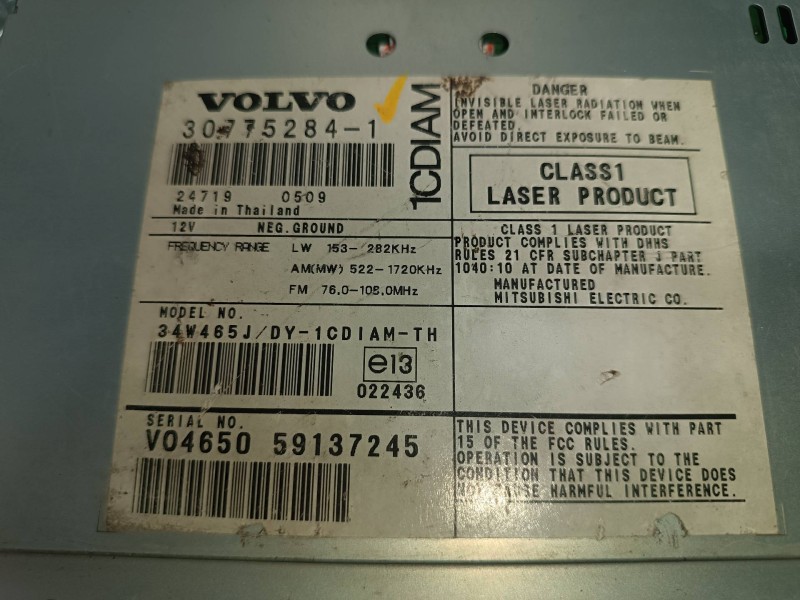 VOLVO
30775284-1
1CDIAM
24719 0509
Made in Thailand
12V NEG.GROUND
FREQUENCY RANGE LW 153-282KHz
AM(MW) 522-1720KHz
FM 76.0-108.0MHz
MODEL NO.
34W465J/DY-1CDIAM-TH
e13
022436
SERIAL NO.
VO4650 59137245
DANGER
INVISIBLE LASER RADIATION WHEN
OPEN AND INTERLOCK FAILED OR
DEFEATED.
AVOID DIRECT EXPOSURE TO BEAM.
CLASS1
LASER PRODUCT
CLASS 1 LASER PRODUCT
PRODUCT COMPLIES WITH DHHS
RULES 21 CFR SUBCHAPTER J PART
1040:10 AT DATE OF MANUFACTURE.
MANUFACTURED
MITSUBISHI ELECTRIC CO.
THIS DEVICE COMPLIES WITH PART
15 OF THE FCC RULES.
OPERATION IS SUBJECT TO THE
CONDITION THAT THIS DEVICE DOES
NOT CAUSE HARMFUL INTERFERENCE.